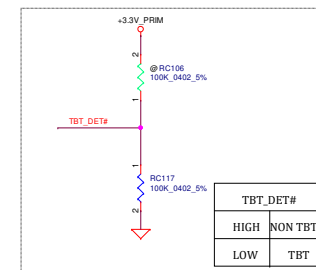 +3.3V_PRIM
2
@RC106
100K_0402_5%
1
TBT_DET#
1
RC117
100K_0402_5%
2
TBT_DET#
HIGH NON TBT
LOW TBT